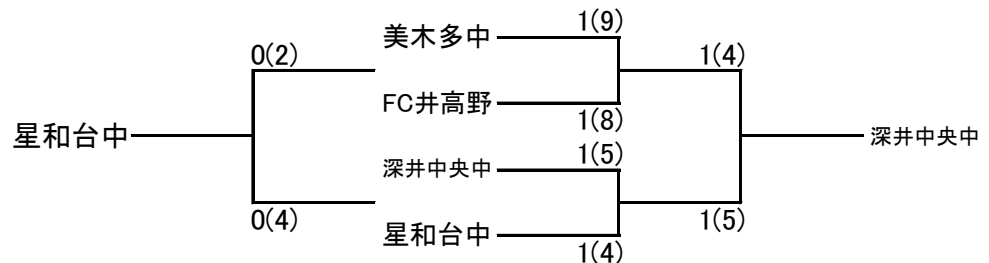 1(9)
美木多中
0(2)
1(4)
FC井高野
1(8)
星和台中
深井中央中
1(5)
深井中央中
0(4)
星和台中
1(5)
1(4)